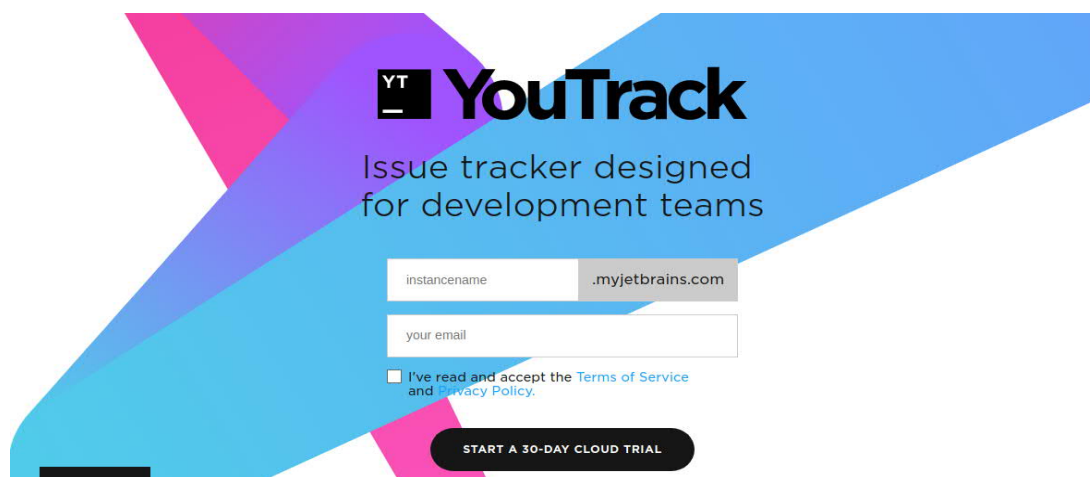 YT
YouTrack
Issue tracker designed
for development teams
instancename .myjetbrains.com
your email
I've read and accept the Terms of Service
and Privacy Policy.
START A 30-DAY CLOUD TRIAL